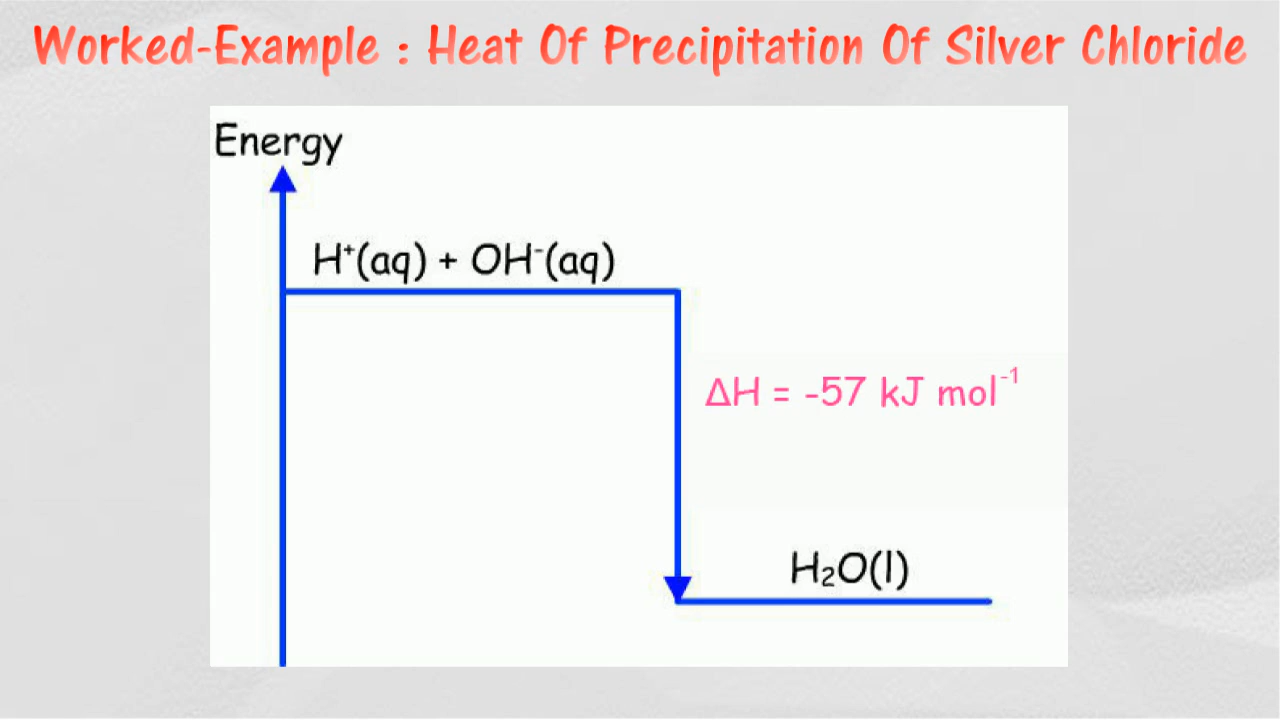 Worked-Example : Heat Of Precipitation Of Silver Chloride
Energy
H⁺(aq) + OH⁻(aq)
ΔH = -57 kJ mol⁻¹
H₂O(l)